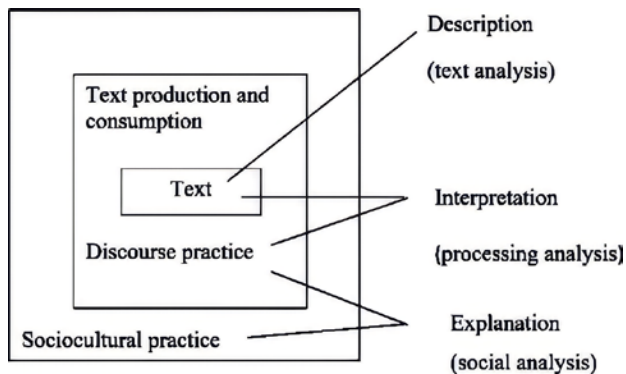 Description
(text analysis)
Text production and
consumption
Text
Interpretation
Discourse practice
(processing analysis)
Explanation
Sociocultural practice
(social analysis)